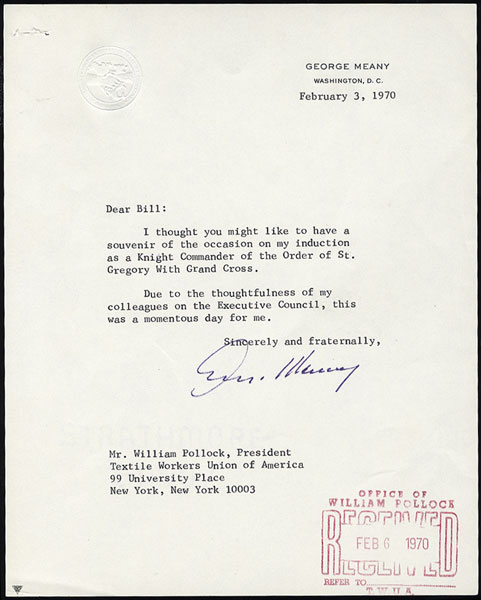 GEORGE MEANY
WASHINGTON, D. C.
February 3, 1970
Dear Bill:
I thought you might like to have a
souvenir of the occasion on my induction
as a Knight Commander of the Order of St.
Gregory With Grand Cross.
Due to the thoughtfulness of my
colleagues on the Executive Council, this
was a momentous day for me.
Sincerely and fraternally,
Geo. Meany
Mr. William Pollock, President
Textile Workers Union of America
99 University Place
New York, New York 10003
OFFICE OF
WILLIAM POLLOCK
RECEIVED
FEB 6 1970
REFER TO
T.W.U.A.